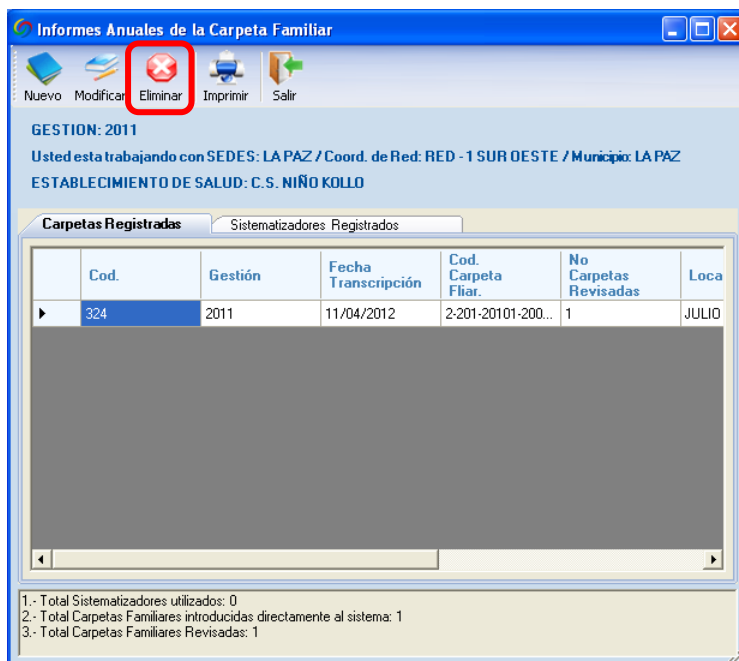 Informes Anuales de la Carpeta Familiar
Nuevo Modificar Eliminar Imprimir Salir
GESTION: 2011
Usted esta trabajando con SEDES: LA PAZ / Coord. de Red: RED - 1 SUR OESTE / Municipio: LA PAZ
ESTABLECIMIENTO DE SALUD: C.S. NIÑO KOLLO
Carpetas Registradas Sistematizadores Registrados
Cod. Gestión Fecha Transcripción Cod. Carpeta Fliar. No Carpetas Revisadas Loca
324 2011 11/04/2012 2-201-20101-200... 1 JULIO
1.- Total Sistematizadores utilizados: 0
2.- Total Carpetas Familiares introducidas directamente al sistema: 1
3.- Total Carpetas Familiares Revisadas: 1